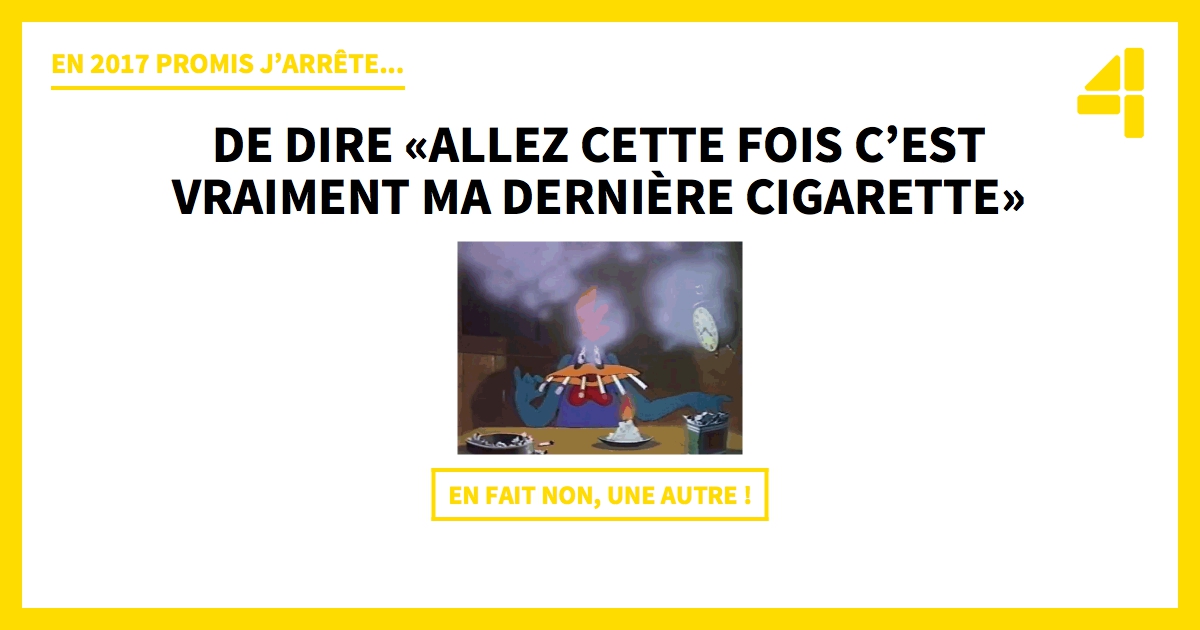 EN 2017 PROMIS J’ARRÊTE...
4
DE DIRE «ALLEZ CETTE FOIS C’EST
VRAIMENT MA DERNIÈRE CIGARETTE»
EN FAIT NON, UNE AUTRE !